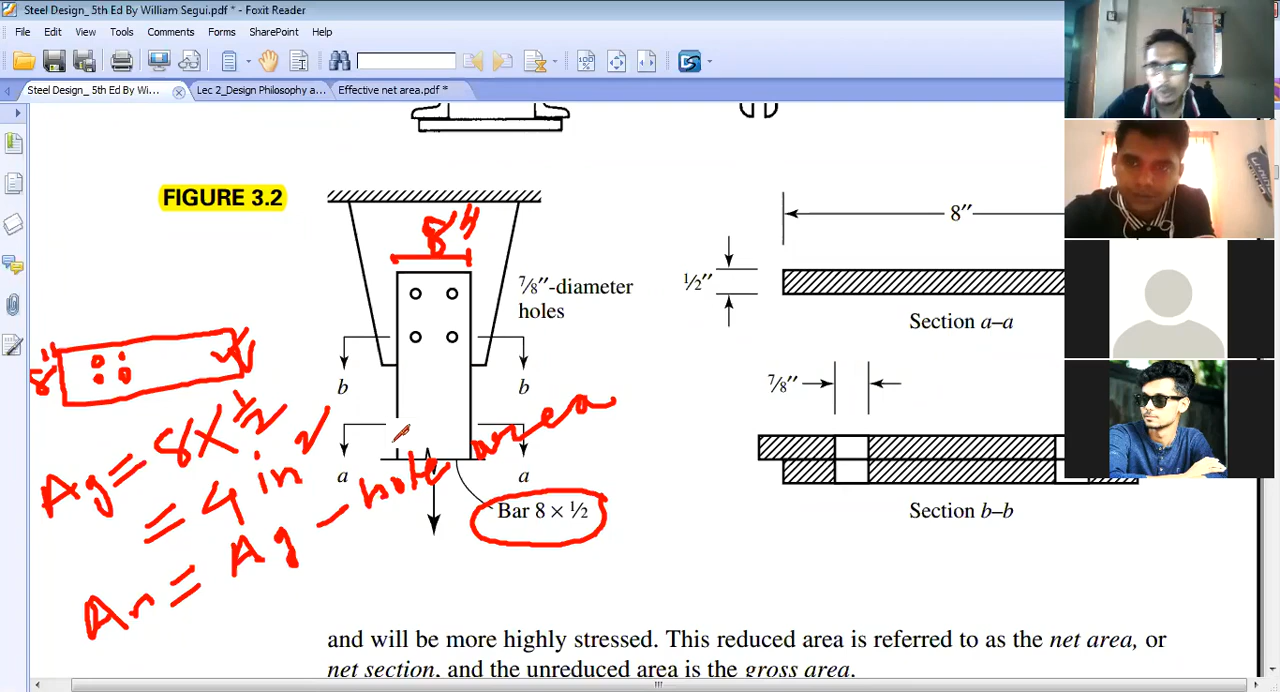 Steel Design_ 5th Ed By William Segui.pdf * - Foxit Reader
File Edit View Tools Comments Forms SharePoint Help
Steel Design_ 5th Ed By Wi... Lec 2_Design Philosophy a... Effective net area.pdf *
FIGURE 3.2
8"
8"
1/2"
7/8"-diameter
holes
Section a–a
8"
b b
7/8"
Ag = 8 × 1/2
= 4 in2
a a
An = Ag - hole area
Bar 8 × 1/2
Section b–b
and will be more highly stressed. This reduced area is referred to as the net area, or
net section, and the unreduced area is the gross area.